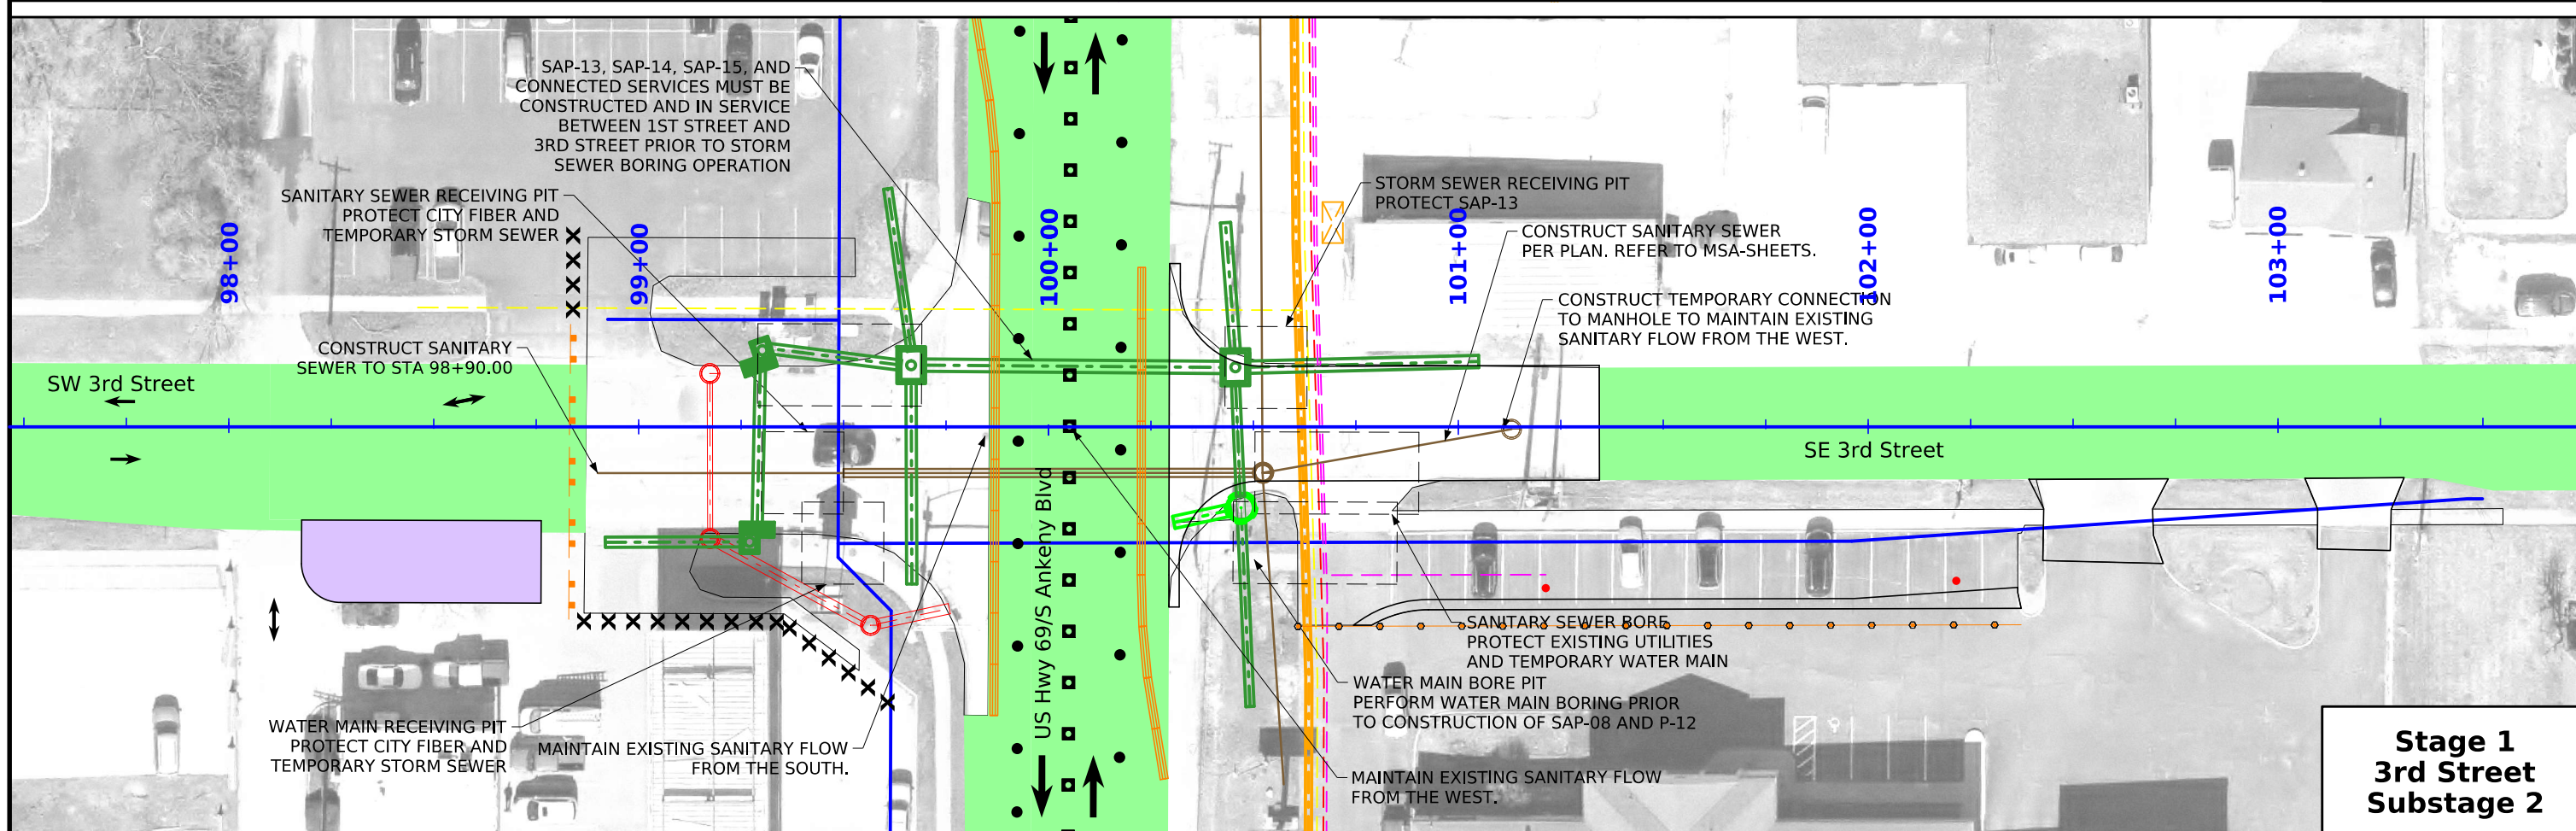 SAP-13, SAP-14, SAP-15, AND
CONNECTED SERVICES MUST BE
CONSTRUCTED AND IN SERVICE
BETWEEN 1ST STREET AND
3RD STREET PRIOR TO STORM
SEWER BORING OPERATION
SANITARY SEWER RECEIVING PIT
PROTECT CITY FIBER AND
TEMPORARY STORM SEWER
STORM SEWER RECEIVING PIT
PROTECT SAP-13
CONSTRUCT SANITARY SEWER
PER PLAN. REFER TO MSA-SHEETS.
CONSTRUCT TEMPORARY CONNECTION
TO MANHOLE TO MAINTAIN EXISTING
SANITARY FLOW FROM THE WEST.
98+00
99+00
100+00
101+00
102+00
103+00
CONSTRUCT SANITARY
SEWER TO STA 98+90.00
SW 3rd Street
SE 3rd Street
US Hwy 69/S Ankeny Blvd
SANITARY SEWER BORE
PROTECT EXISTING UTILITIES
AND TEMPORARY WATER MAIN
WATER MAIN BORE PIT
PERFORM WATER MAIN BORING PRIOR
TO CONSTRUCTION OF SAP-08 AND P-12
WATER MAIN RECEIVING PIT
PROTECT CITY FIBER AND
TEMPORARY STORM SEWER
MAINTAIN EXISTING SANITARY FLOW
FROM THE SOUTH.
MAINTAIN EXISTING SANITARY FLOW
FROM THE WEST.
Stage 1
3rd Street
Substage 2